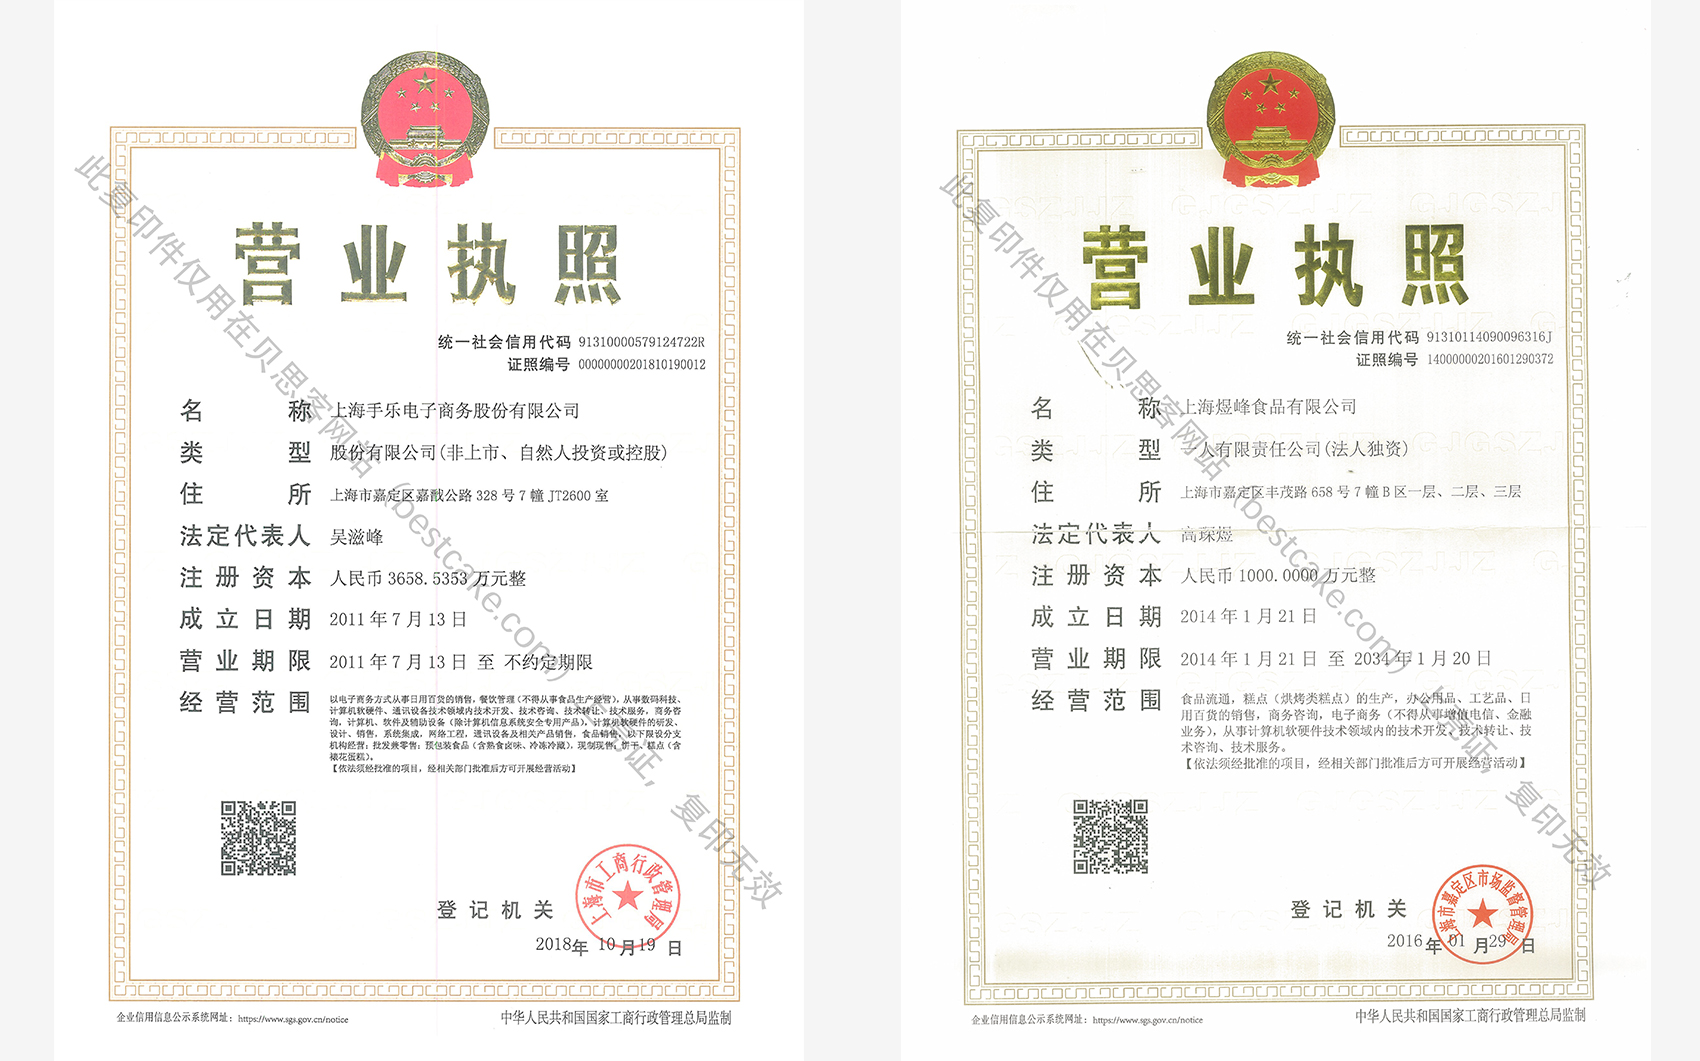 营业执照
统一社会信用代码 91310000579124722R
证照编号 00000000201810190012
名称 上海手乐电子商务股份有限公司
类型 股份有限公司(非上市、自然人投资或控股)
住所 上海市嘉定区嘉戬公路 328 号 7 幢 JT2600 室
法定代表人 吴滋峰
注册资本 人民币 3658.5353 万元整
成立日期 2011 年 7 月 13 日
营业期限 2011 年 7 月 13 日 至 不约定期限
经营范围 以电子商务方式从事日用百货的销售，餐饮管理（不得从事食品生产经营），从事数码科技、
计算机软硬件、通讯设备技术领域内技术开发、技术咨询、技术转让、技术服务，商务咨
询，计算机、软件及辅助设备（除计算机信息系统安全专用产品）、计算机软硬件的研发、
设计、销售，系统集成，网络工程，通讯设备及相关产品销售，食品销售，以下限设分支
机构经营：批发兼零售：预包装食品（含熟食卤味、冷冻冷藏），现制现售：饼干、糕点（含
裱花蛋糕）。
【依法须经批准的项目，经相关部门批准后方可开展经营活动】
登记机关
上海市工商行政管理局
2018年 10 月19 日
企业信用信息公示系统网址：https://www.sgs.gov.cn/notice
中华人民共和国国家工商行政管理总局监制
此复印件仅用在贝思客网站（bestcake.com）
验证，复印无效
营业执照
统一社会信用代码 91310114090096316J
证照编号 14000000201601290372
名称 上海煜峰食品有限公司
类型 一人有限责任公司(法人独资)
住所 上海市嘉定区丰茂路 658 号 7 幢 B 区一层、二层、三层
法定代表人 高琛煜
注册资本 人民币 1000.0000 万元整
成立日期 2014 年 1 月 21 日
营业期限 2014 年 1 月 21 日 至 2034 年 1 月 20 日
经营范围 食品流通，糕点（烘烤类糕点）的生产，办公用品、工艺品、日
用百货的销售，商务咨询，电子商务（不得从事增值电信、金融
业务），从事计算机软硬件技术领域内的技术开发、技术转让、技
术咨询、技术服务。
【依法须经批准的项目，经相关部门批准后方可开展经营活动】
登记机关
上海市嘉定区市场监督管理局
2016 年 01 月29 日
企业信用信息公示系统网址：https://www.sgs.gov.cn/notice
中华人民共和国国家工商行政管理总局监制
此复印件仅用在贝思客网站（bestcake.com）
验证，复印无效